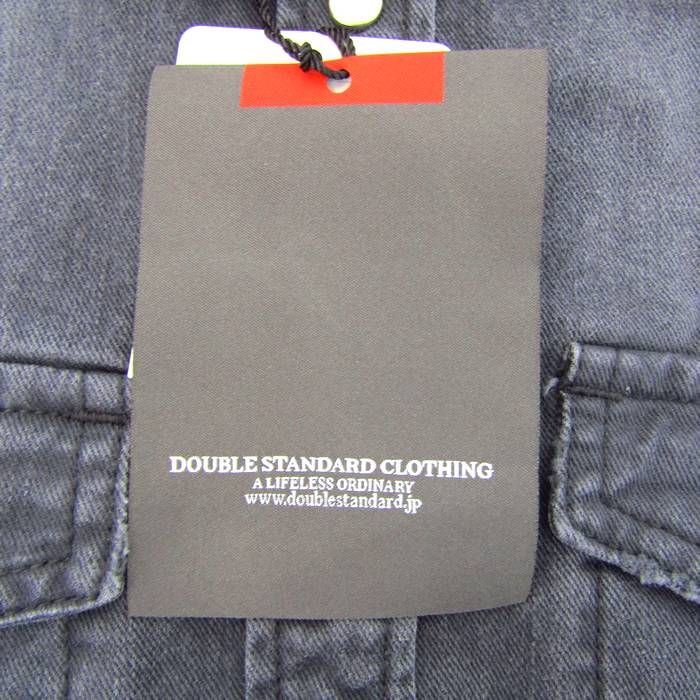 DOUBLE STANDARD CLOTHING
A LIFELESS ORDINARY
www.doublestandard.jp